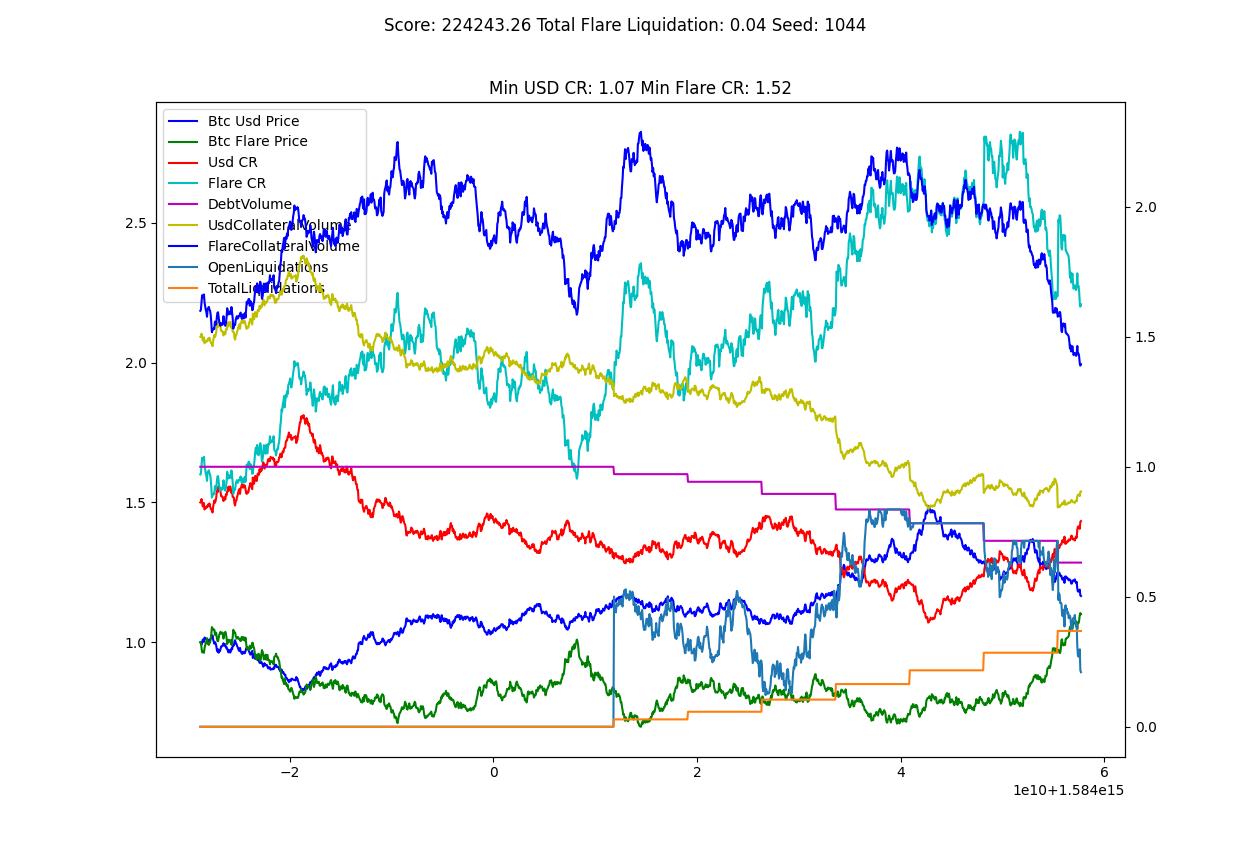 Score: 224243.26 Total Flare Liquidation: 0.04 Seed: 1044
Min USD CR: 1.07 Min Flare CR: 1.52
Btc Usd Price
Btc Flare Price
Usd CR
Flare CR
DebtVolume
UsdCollateralVolume
FlareCollateralVolume
OpenLiquidations
TotalLiquidations
2.5
2.0
1.5
1.0
2.0
1.5
1.0
0.5
0.0
−2
0
2
4
6
1e10+1.584e15